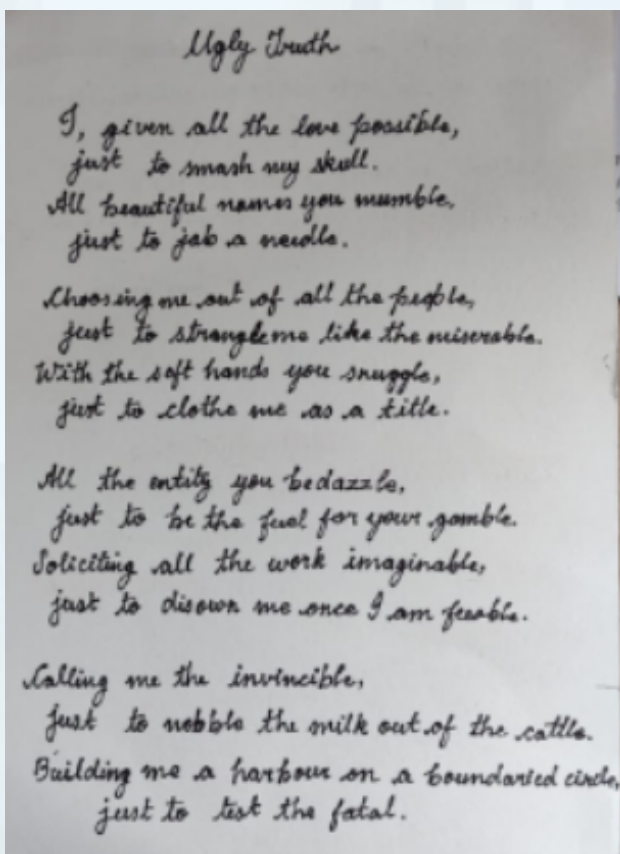 Ugly Truth
I, given all the love possible,
just to smash my skull.
All beautiful names you mumble,
just to jab a needle.
Choosing me out of all the people,
just to strangle me like the miserable.
With the soft hands you snuggle,
just to clothe me as a title.
All the entity you bedazzle,
just to be the fuel for your gamble.
Soliciting all the work imaginable,
just to disown me once I am feeble.
Calling me the invincible,
just to nobble the milk out of the cattle.
Building me a harbour on a boundaried circle,
just to test the fatal.